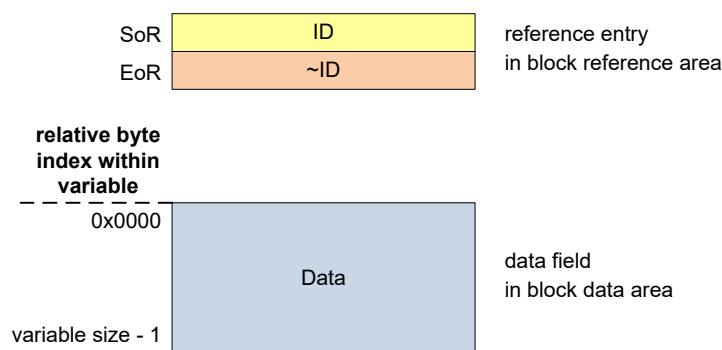 SoR
ID
reference entry
EoR
~ID
in block reference area
relative byte
index within
variable
0x0000
Data
data field
in block data area
variable size - 1